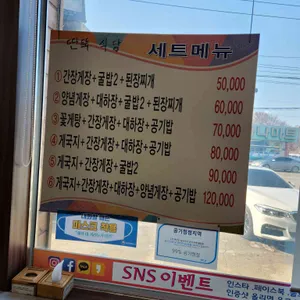 세트메뉴
① 간장게장+굴밥2+된장찌개 50,000
② 양념게장+대하장+굴밥2+된장찌개 60,000
③ 꽃게탕+간장게장+대하장+공기밥 70,000
④ 게국지+간장게장+대하장+공기밥 80,000
⑤ 게국지+간장게장+굴밥2 90,000
⑥ 게국지+간장게장+대하장+양념게장+공기밥 120,000
SNS이벤트